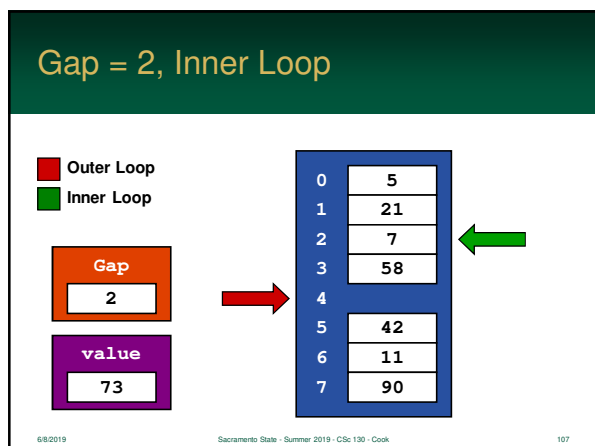 Gap = 2, Inner Loop
Outer Loop
Inner Loop
Gap
2
value
73
0 5
1 21
2 7
3 58
4
5 42
6 11
7 90
6/8/2019 Sacramento State - Summer 2019 - CSc 130 - Cook 107